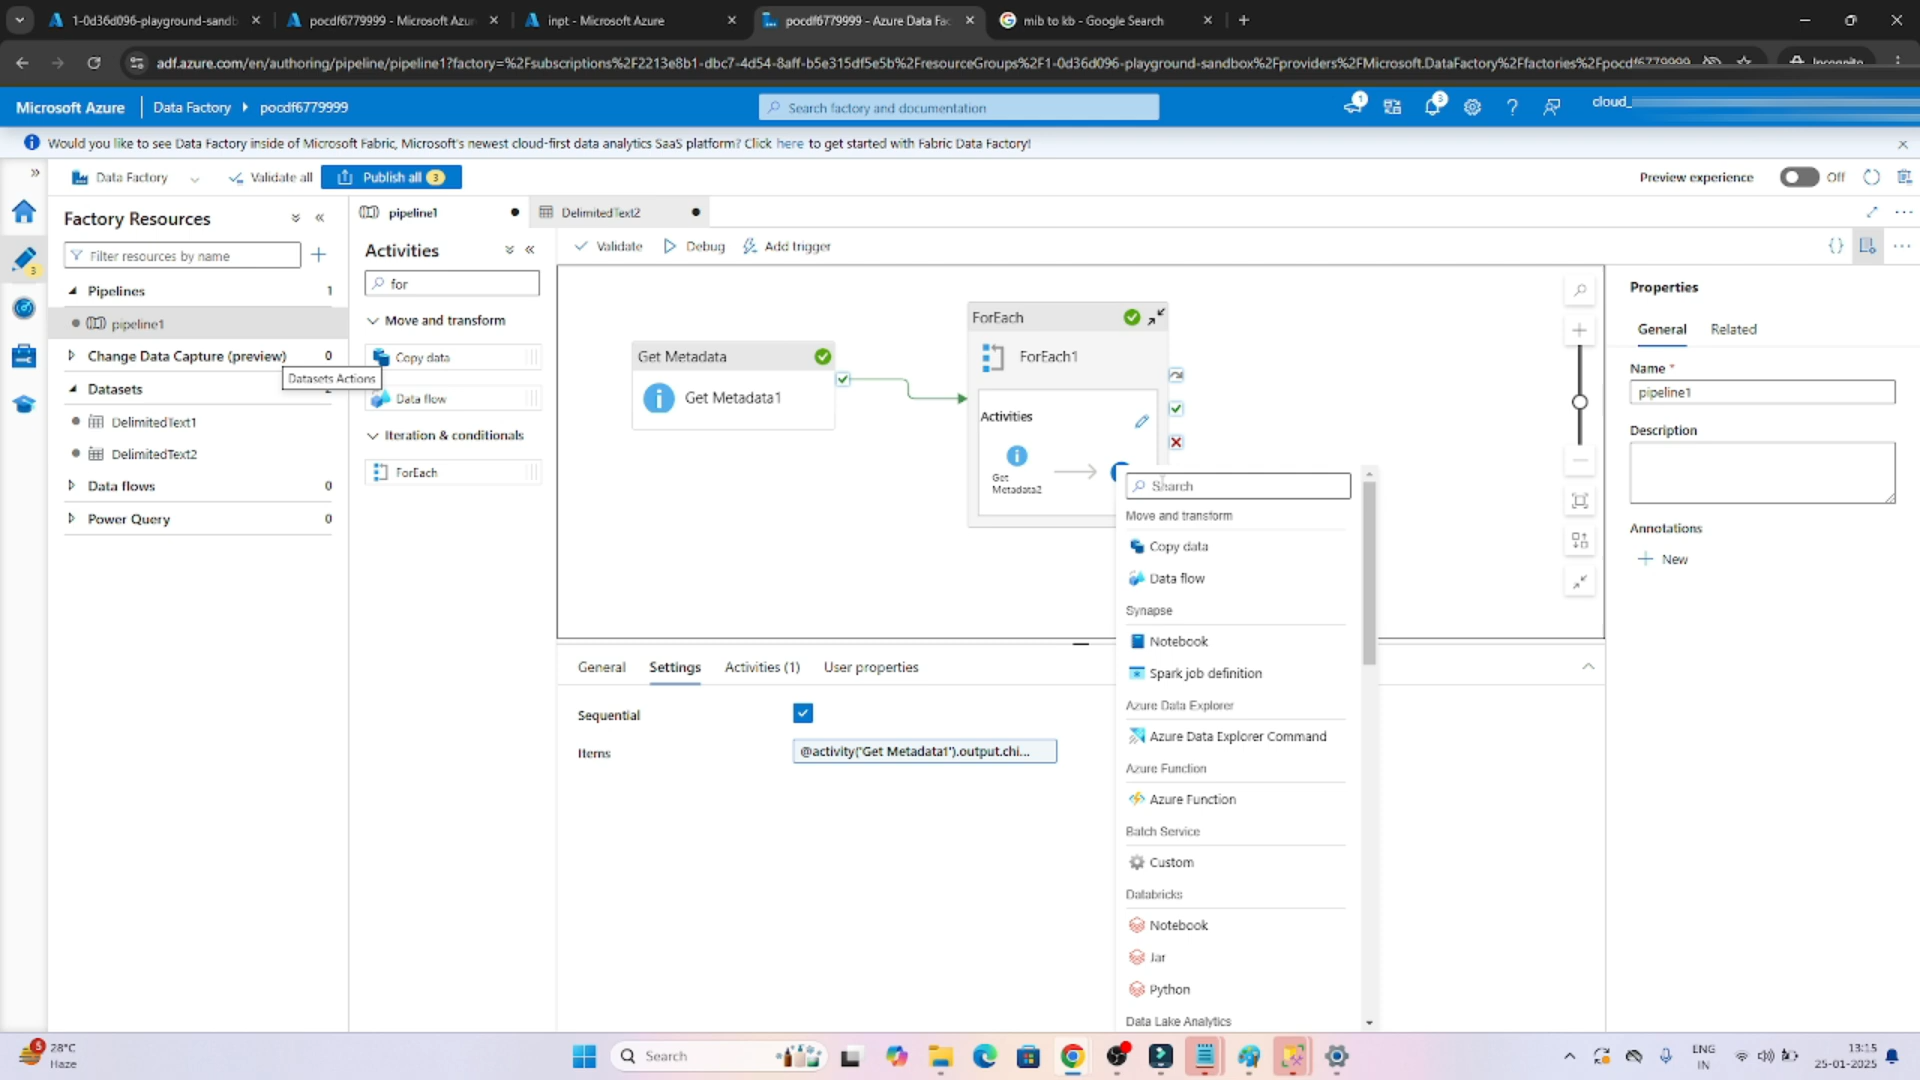 1-0d36d096-playground-sandb
pocdf6779999 - Microsoft Azur
inpt - Microsoft Azure
pocdf6779999 - Azure Data Fac
mib to kb - Google Search
adf.azure.com/en/authoring/pipeline/pipeline1?factory=%2Fsubscriptions%2F2213e8b1-dbc7-4d54-8aff-b5e315df5e5b%2FresourceGroups%2F1-0d36d096-playground-sandbox%2Fproviders%2FMicrosoft.DataFactory%2Ffactories%2Fpocdf6779999
Incognito
Microsoft Azure
Data Factory
pocdf6779999
Search factory and documentation
1
3
cloud_
Would you like to see Data Factory inside of Microsoft Fabric, Microsoft's newest cloud-first data analytics SaaS platform? Click here to get started with Fabric Data Factory!
Data Factory
Validate all
Publish all 3
Preview experience
Off
Factory Resources
Filter resources by name
3
Pipelines 1
pipeline1
Change Data Capture (preview) 0
Datasets Actions
Datasets 2
DelimitedText1
DelimitedText2
Data flows 0
Power Query 0
pipeline1
DelimitedText2
Activities
for
Move and transform
Copy data
Data flow
Iteration & conditionals
ForEach
Validate
Debug
Add trigger
Get Metadata
Get Metadata1
ForEach
ForEach1
Activities
Get
Metadata2
Search
Move and transform
Copy data
Data flow
Synapse
Notebook
Spark job definition
Azure Data Explorer
Azure Data Explorer Command
Azure Function
Azure Function
Batch Service
Custom
Databricks
Notebook
Jar
Python
Data Lake Analytics
General
Settings
Activities (1)
User properties
Sequential
Items
@activity('Get Metadata1').output.chi...
Properties
General
Related
Name *
pipeline1
Description
Annotations
New
5
28°C
Haze
Search
ENG
IN
13:15
25-01-2025